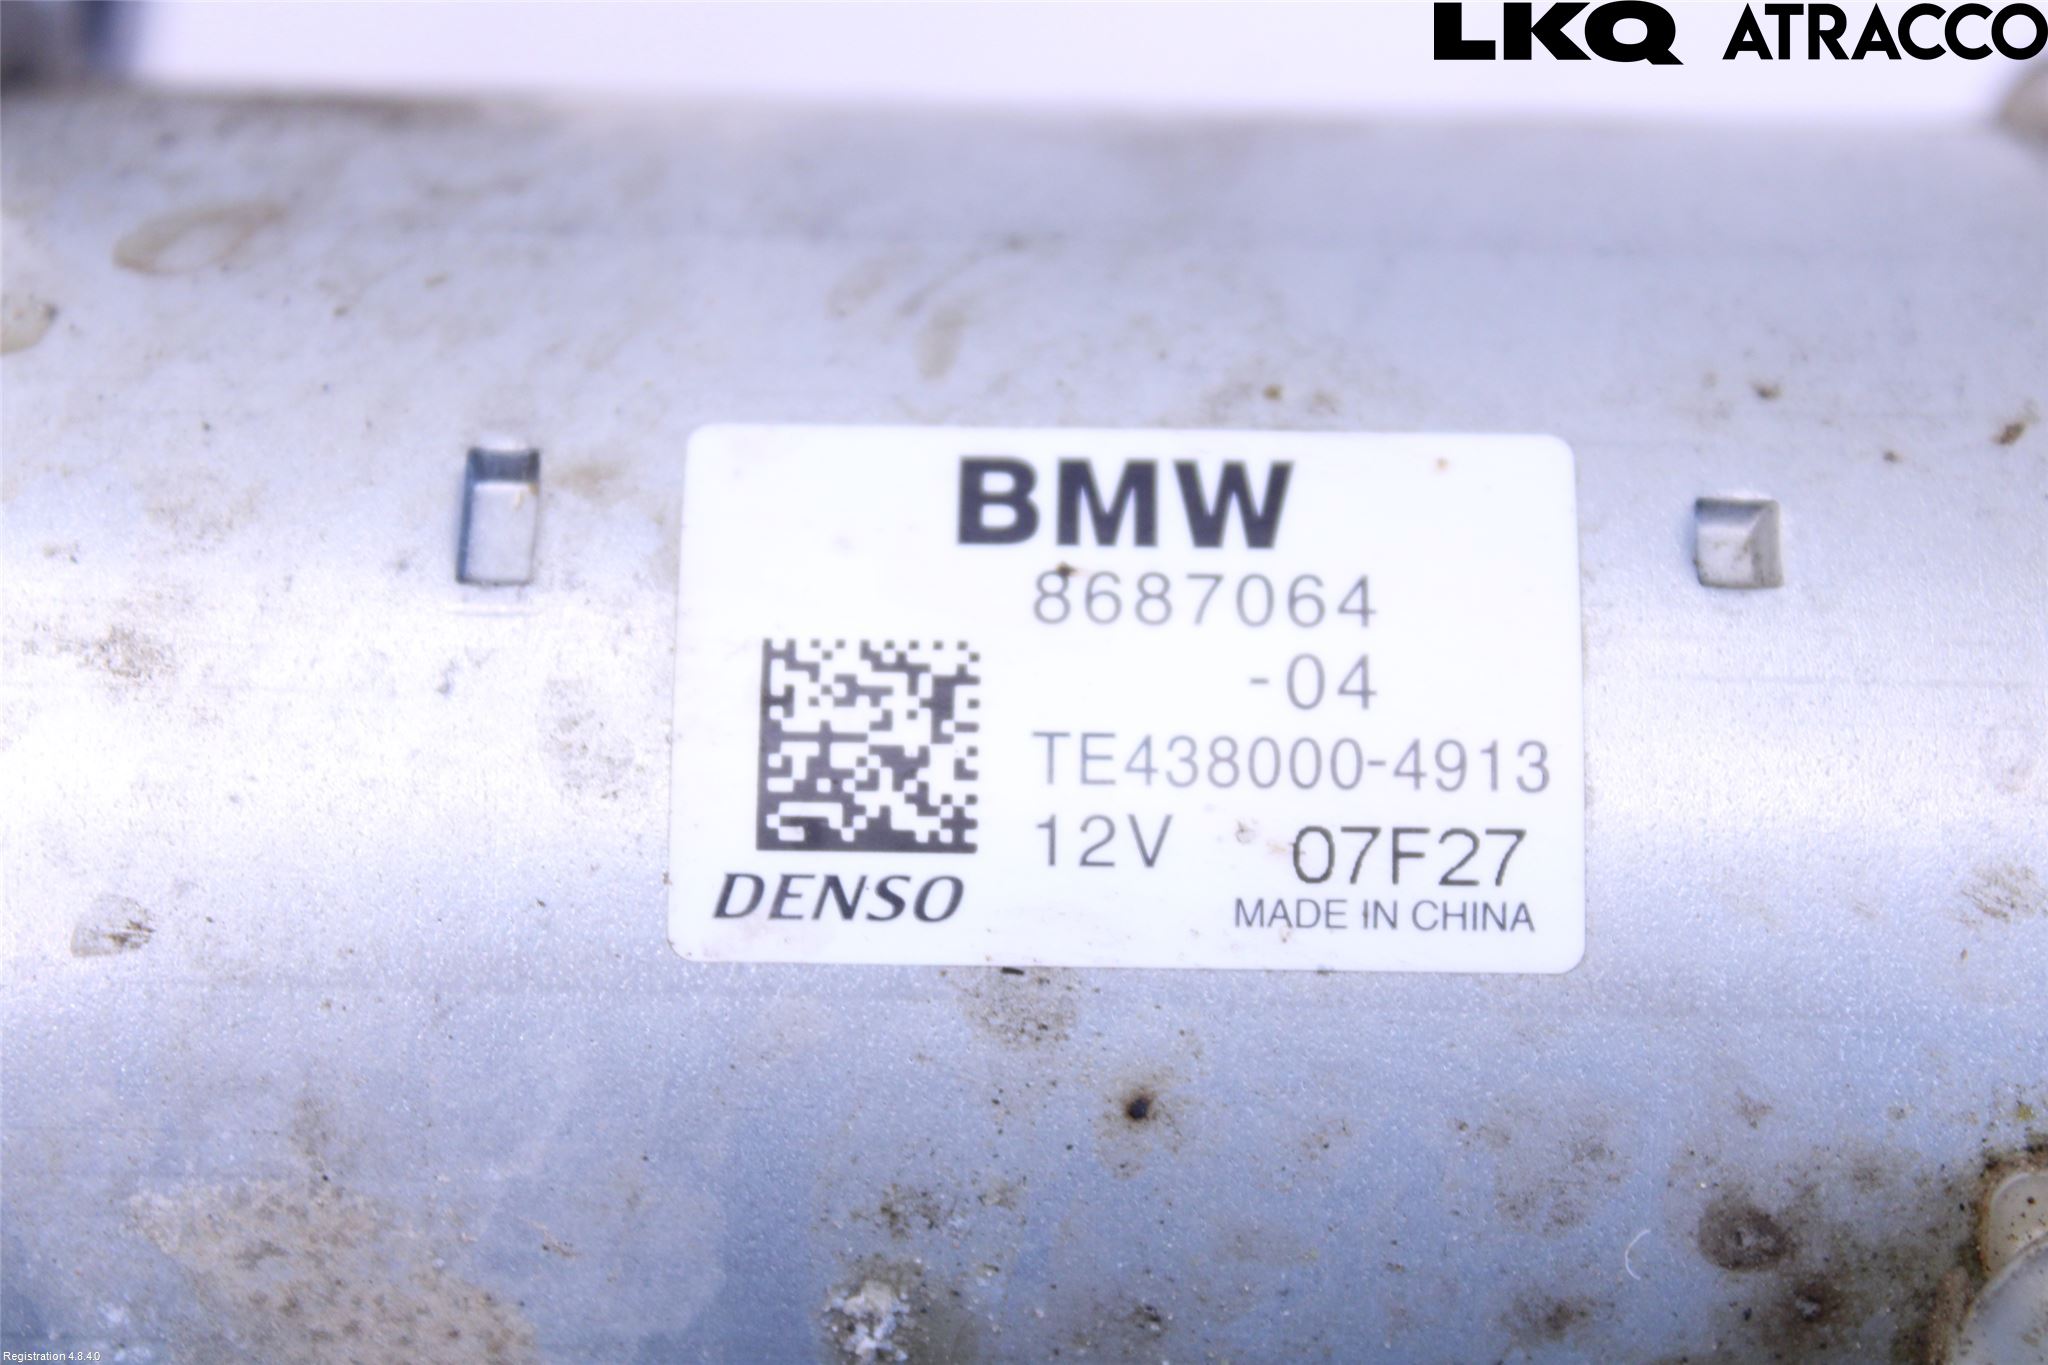 LKQ ATRACCO
BMW
8687064
-04
TE438000-4913
12V 07F27
DENSO
MADE IN CHINA
Registration 4.8.4.0